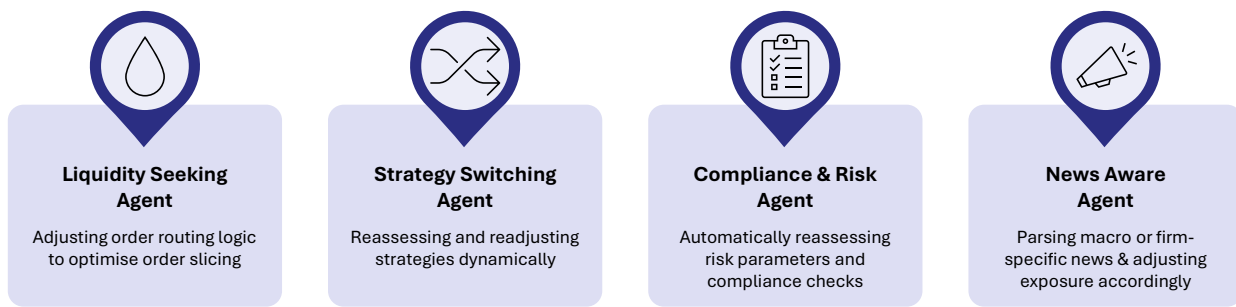 Liquidity Seeking
Agent
Adjusting order routing logic
to optimise order slicing
Strategy Switching
Agent
Reassessing and readjusting
strategies dynamically
Compliance & Risk
Agent
Automatically reassessing
risk parameters and
compliance checks
News Aware
Agent
Parsing macro or firm-
specific news & adjusting
exposure accordingly